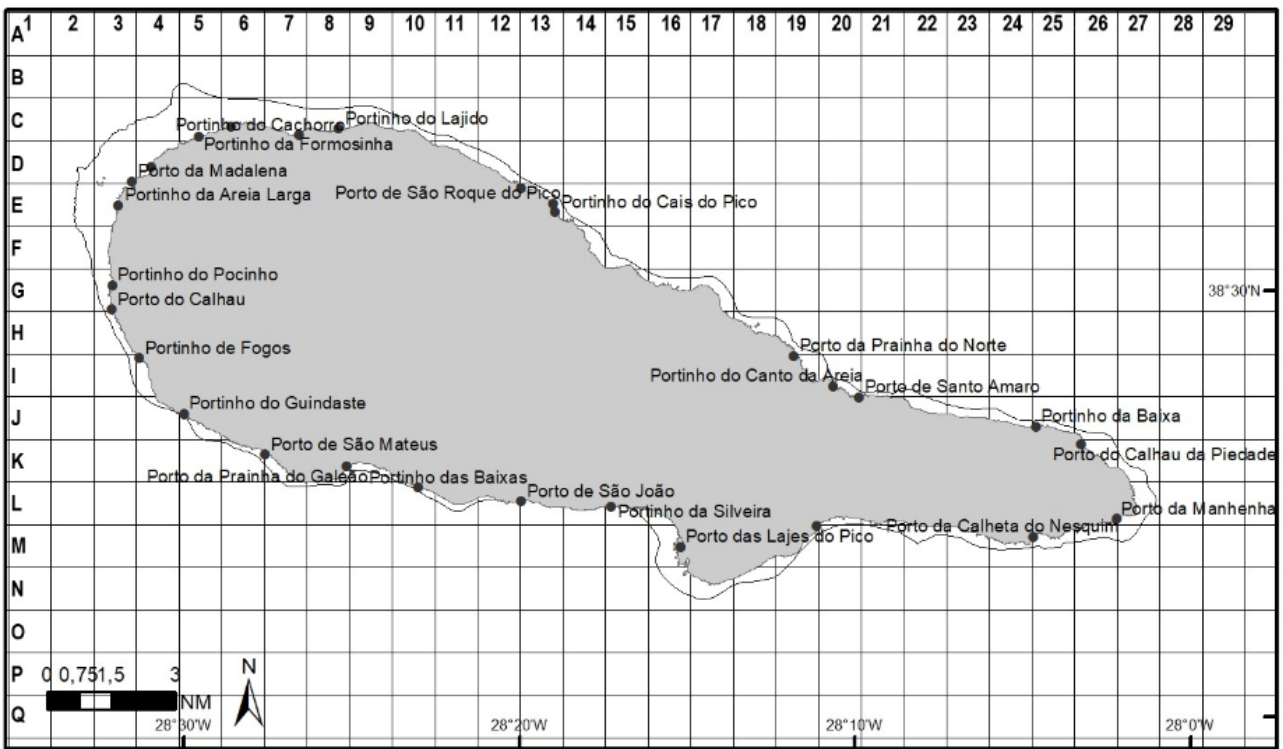 A 1 2 3 4 5 6 7 8 9 10 11 12 13 14 15 16 17 18 19 20 21 22 23 24 25 26 27 28 29
B
C
Portinho do Cachorro
Portinho do Lajido
Portinho da Formosinha
D
Porto da Madalena
Portinho da Areia Larga
Porto de São Roque do Pico
Portinho do Cais do Pico
E
F
Portinho do Pocinho
G
38°30'N
Porto do Calhau
H
Portinho de Fogos
Porto da Prainha do Norte
I
Portinho do Canto da Areia
Porto de Santo Amaro
Portinho do Guindaste
J
Portinho da Baixa
Porto de São Mateus
Porto do Calhau da Piedade
K
Porto da Prainha do Galeão
Portinho das Baixas
Porto de São João
L
Portinho da Silveira
Porto da Manhenha
Porto da Calheta do Nesquim
Porto das Lajes do Pico
M
N
O
P
0 0,75 1,5 3
NM
N
Q
28°30'W 28°20'W 28°10'W 28°0'W